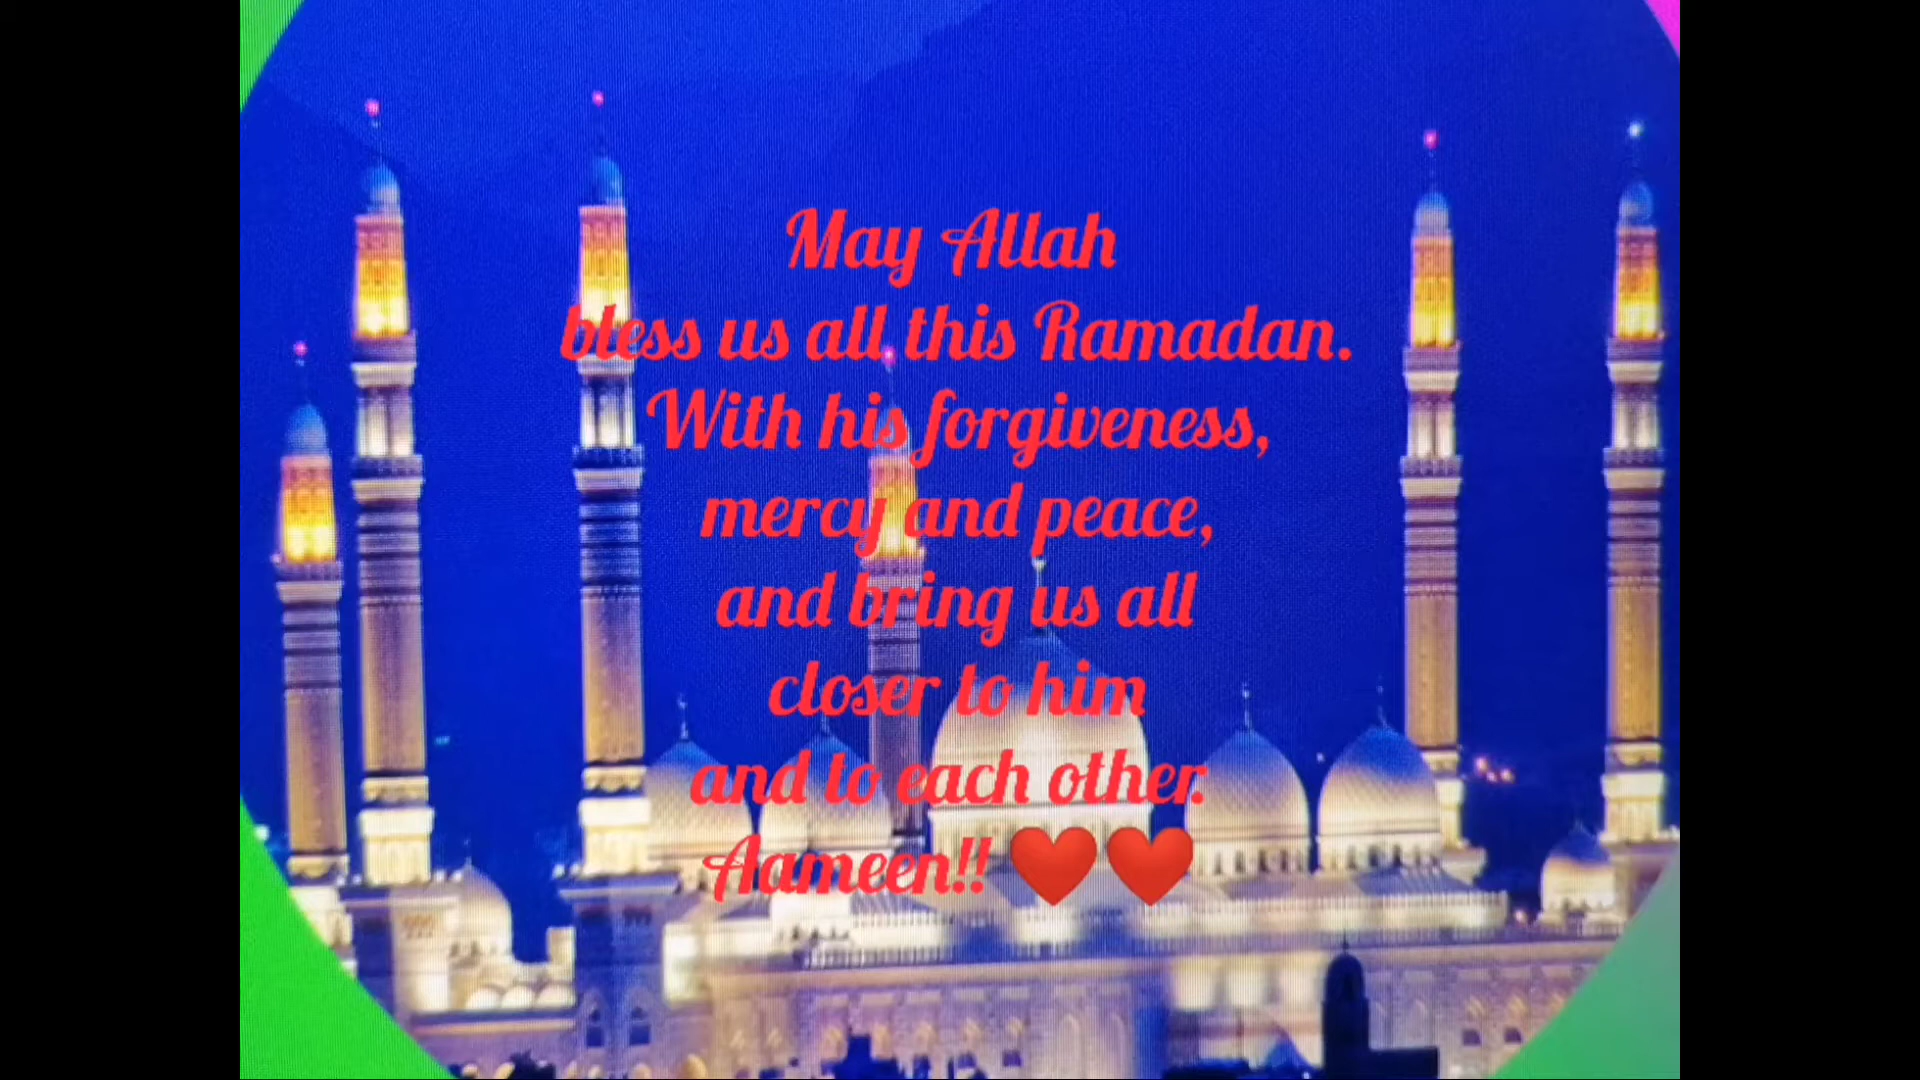 May Allah
bless us all this Ramadan.
With his forgiveness,
mercy and peace,
and bring us all
closer to him
and to each other.
Aameen!! ❤️❤️